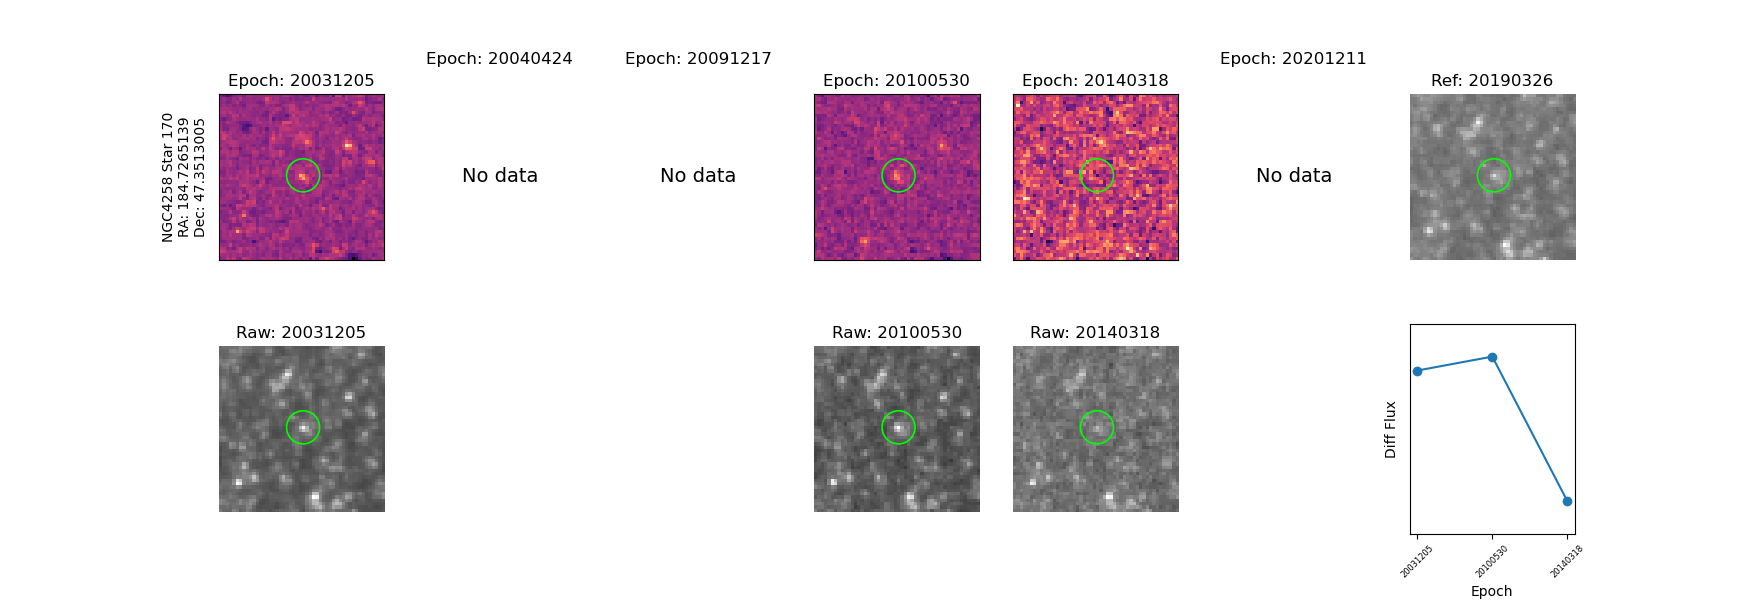 Epoch: 20040424
Epoch: 20091217
Epoch: 20201211
Epoch: 20031205
Epoch: 20100530
Epoch: 20140318
Ref: 20190326
NGC4258 Star 170
RA: 184.7265139
Dec: 47.3513005
No data
No data
No data
Raw: 20031205
Raw: 20100530
Raw: 20140318
Diff Flux
20031205
20100530
20140318
Epoch